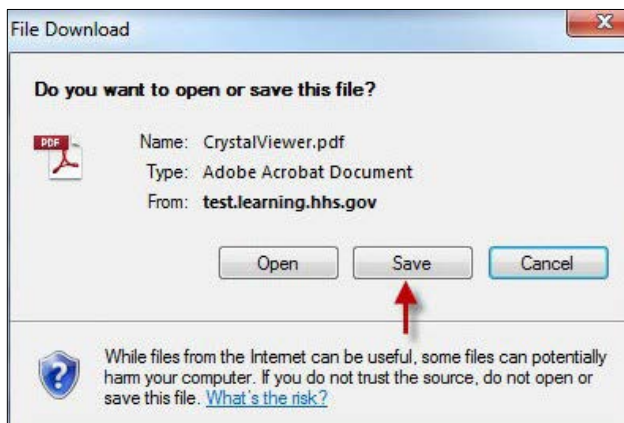 File Download
Do you want to open or save this file?
PDF
Name: CrystalViewer.pdf
Type: Adobe Acrobat Document
From: test.learning.hhs.gov
Open Save Cancel
While files from the Internet can be useful, some files can potentially
harm your computer. If you do not trust the source, do not open or
save this file. What's the risk?